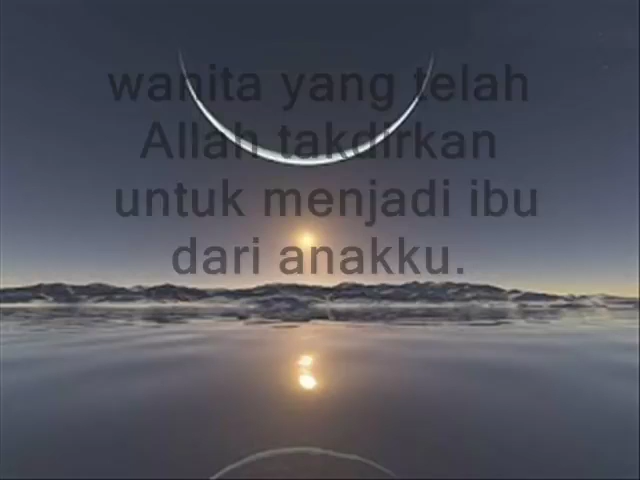 wanita yang telah
Allah takdirkan
untuk menjadi ibu
dari anakku.